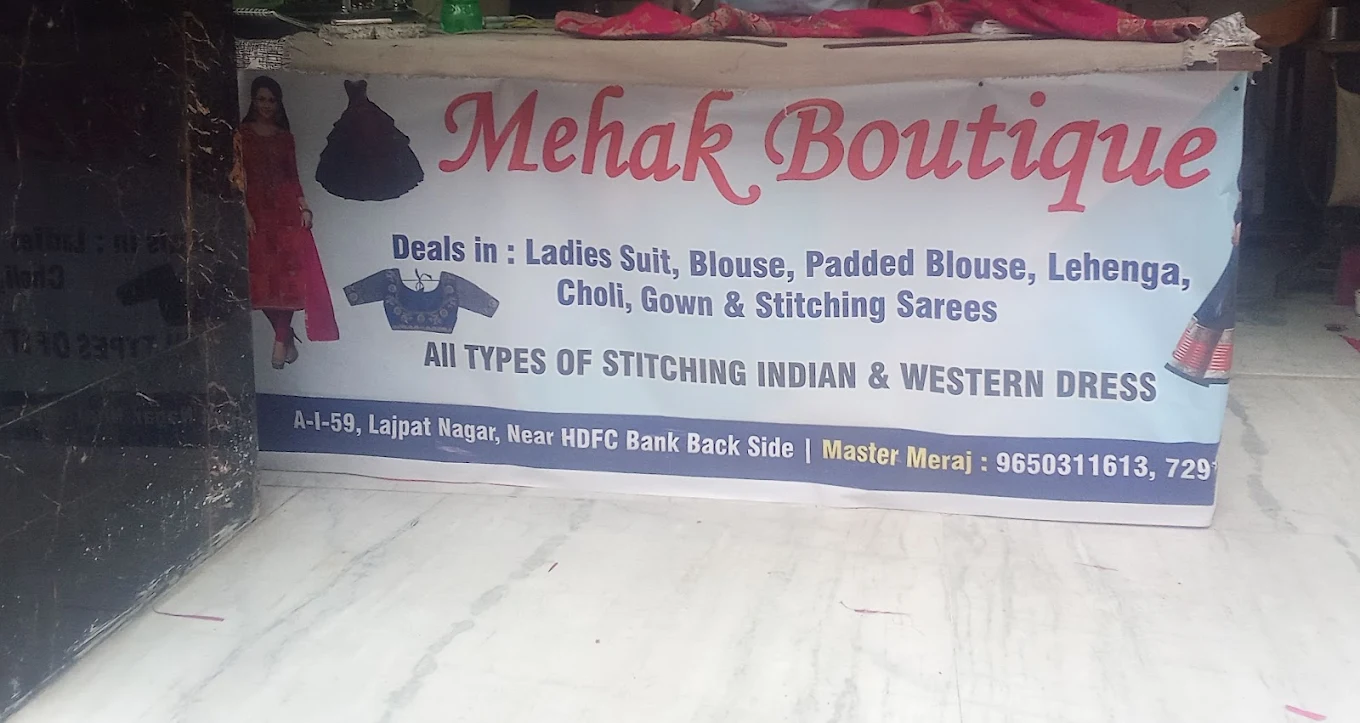 Mehak Boutique
Deals in : Ladies Suit, Blouse, Padded Blouse, Lehenga,
Choli, Gown & Stitching Sarees
All TYPES OF STITCHING INDIAN & WESTERN DRESS
A-I-59, Lajpat Nagar, Near HDFC Bank Back Side | Master Meraj : 9650311613, 729